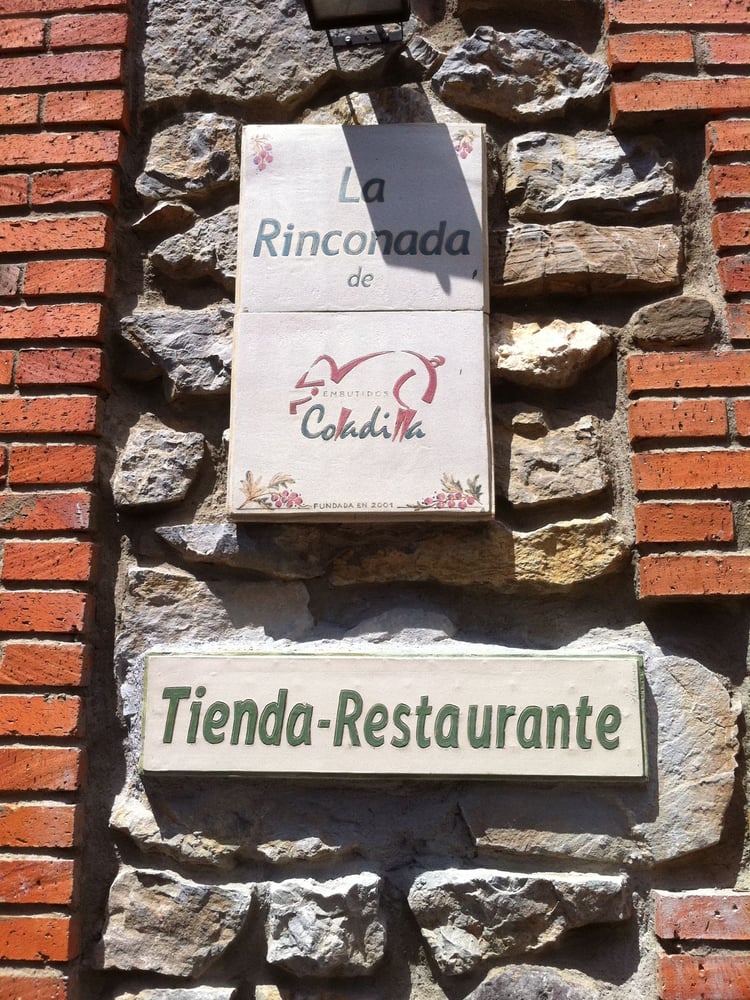 La
Rinconada
de
EMBUTIDOS
Coladilla
FUNDADA EN 2001
Tienda-Restaurante